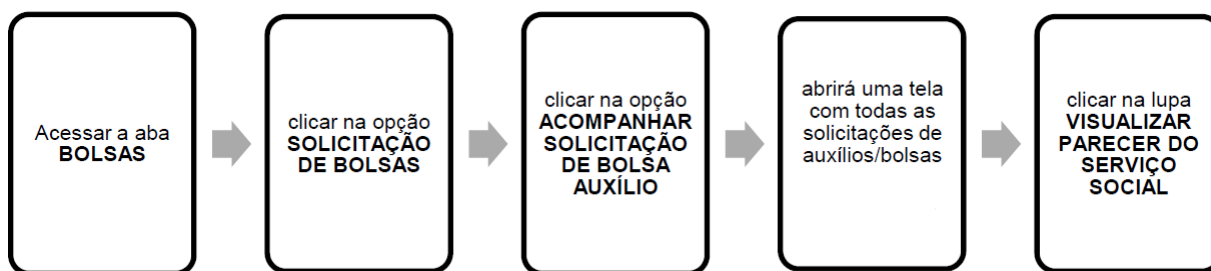 Acessar a aba
BOLSAS
clicar na opção
SOLICITAÇÃO
DE BOLSAS
clicar na opção
ACOMPANHAR
SOLICITAÇÃO
DE BOLSA
AUXÍLIO
abrirá uma tela
com todas as
solicitações de
auxílios/bolsas
clicar na lupa
VISUALIZAR
PARECER DO
SERVIÇO
SOCIAL